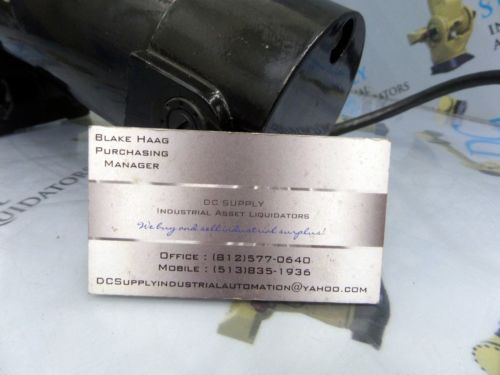 Blake Haag
Purchasing
Manager
DC Supply
Industrial Asset Liquidators
We buy and sell industrial surplus!
Office : (812)577-0640
Mobile : (513)835-1936
DCSupplyindustrialautomation@yahoo.com